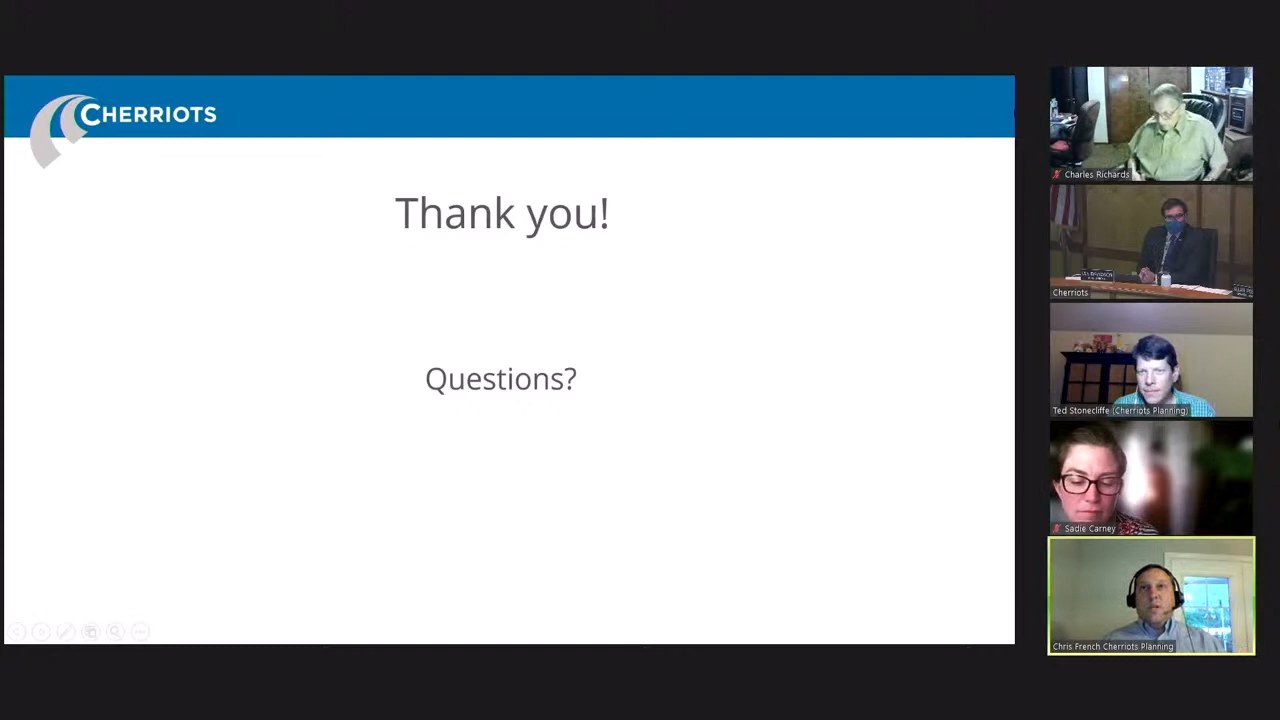 CHERRIOTS
Thank you!
Questions?
Charles Richards
Cherriots
Ted Stonecliffe (Cherriots Planning)
Sadie Carney
Chris French Cherriots Planning